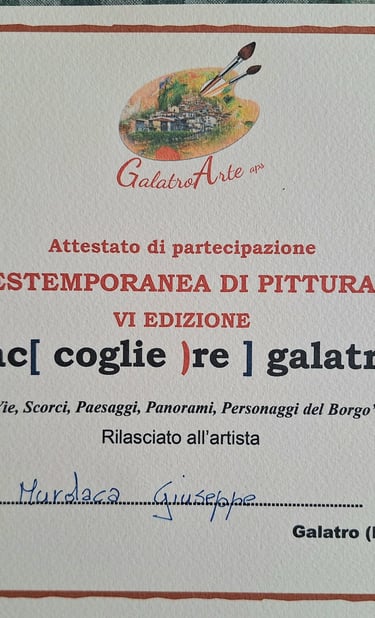 GalatroArte aps
Attestato di partecipazione
ESTEMPORANEA DI PITTURA
VI EDIZIONE
ac[ coglie )re ] galatr
Vie, Scorci, Paesaggi, Panorami, Personaggi del Borgo"
Rilasciato all'artista
Murolaca Giuseppe
Galatro (